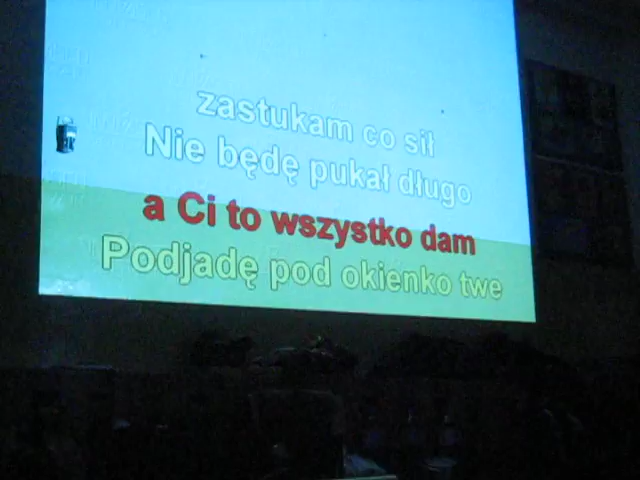 zastukam co sił
Nie będę pukał długo
a Ci to wszystko dam
Podjadę pod okienko twe